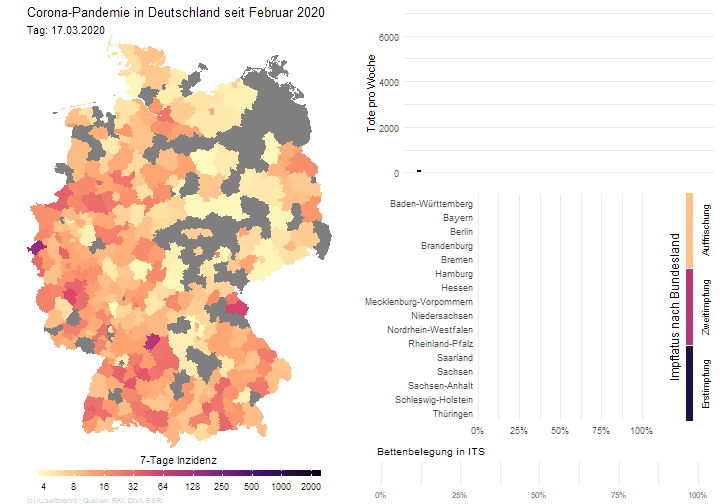 Corona-Pandemie in Deutschland seit Februar 2020
Tag: 17.03.2020
7-Tage Inzidenz
4 8 16 32 64 128 250 500 1000 2000
(c) /u/zeitbrennt | Quellen: RKI, DIVI, ESRI
Tote pro Woche
6000
4000
2000
0
Baden-Württemberg
Bayern
Berlin
Brandenburg
Bremen
Hamburg
Hessen
Mecklenburg-Vorpommern
Niedersachsen
Nordrhein-Westfalen
Rheinland-Pfalz
Saarland
Sachsen
Sachsen-Anhalt
Schleswig-Holstein
Thüringen
0% 25% 50% 75% 100%
Impfstatus nach Bundesland
Auffrischung
Zweitimpfung
Erstimpfung
Bettenbelegung in ITS
0% 25% 50% 75% 100%